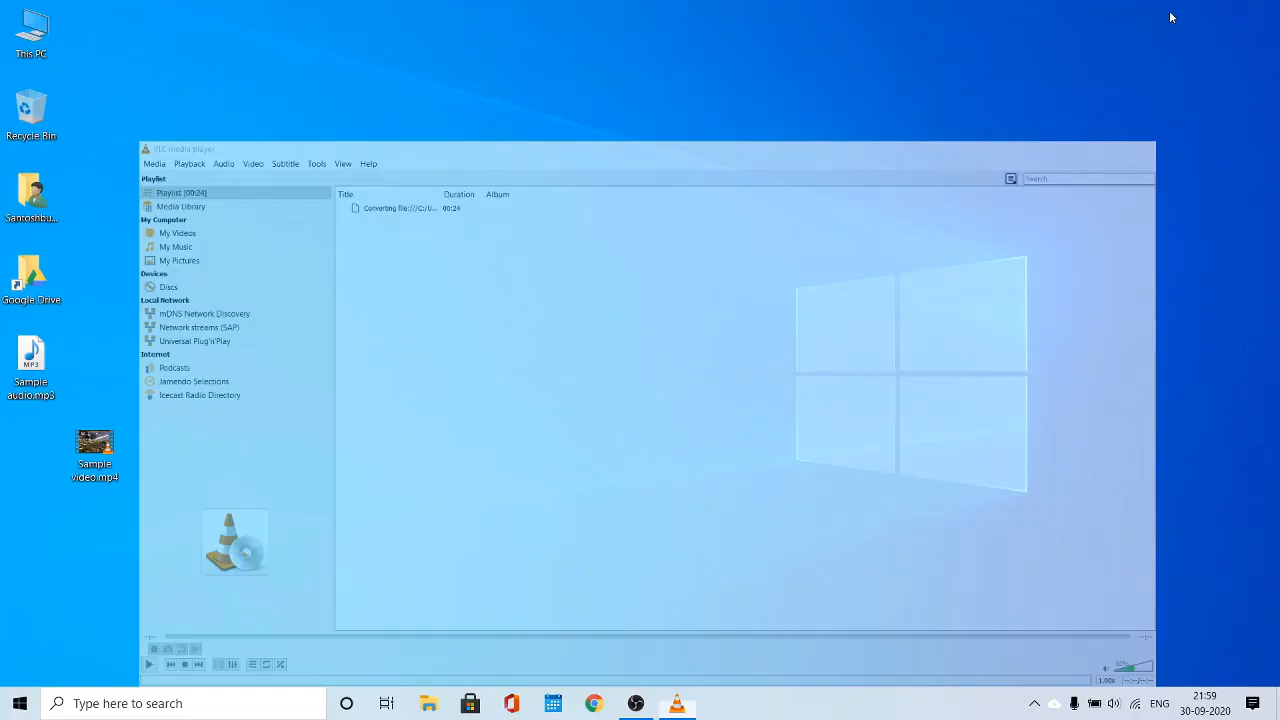 This PC
Recycle Bin
Santoshbu...
Google Drive
MP3
Sample
audio.mp3
Sample
video.mp4
VLC media player
Media Playback Audio Video Subtitle Tools View Help
Playlist
Search
Playlist [00:24]
Media Library
My Computer
My Videos
My Music
My Pictures
Devices
Discs
Local Network
mDNS Network Discovery
Network streams (SAP)
Universal Plug'n'Play
Internet
Podcasts
Jamendo Selections
Icecast Radio Directory
Title Duration Album
Converting file:///C:/U... 00:24
--:-- --:--
85%
1.00x --:--/--:--
Type here to search
ENG
21:59
30-09-2020